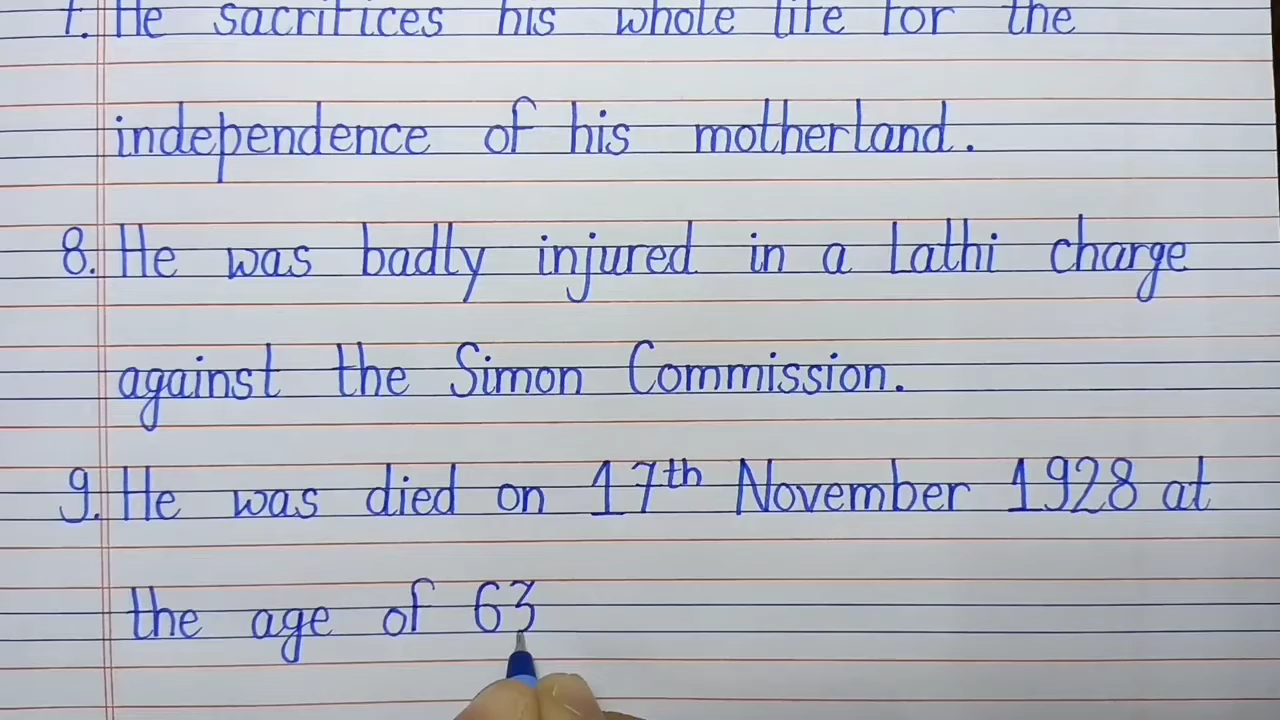 7. He sacrifices his whole life for the
independence of his motherland.
8. He was badly injured in a lathi charge
against the Simon Commission.
9. He was died on 17th November 1928 at
the age of 63